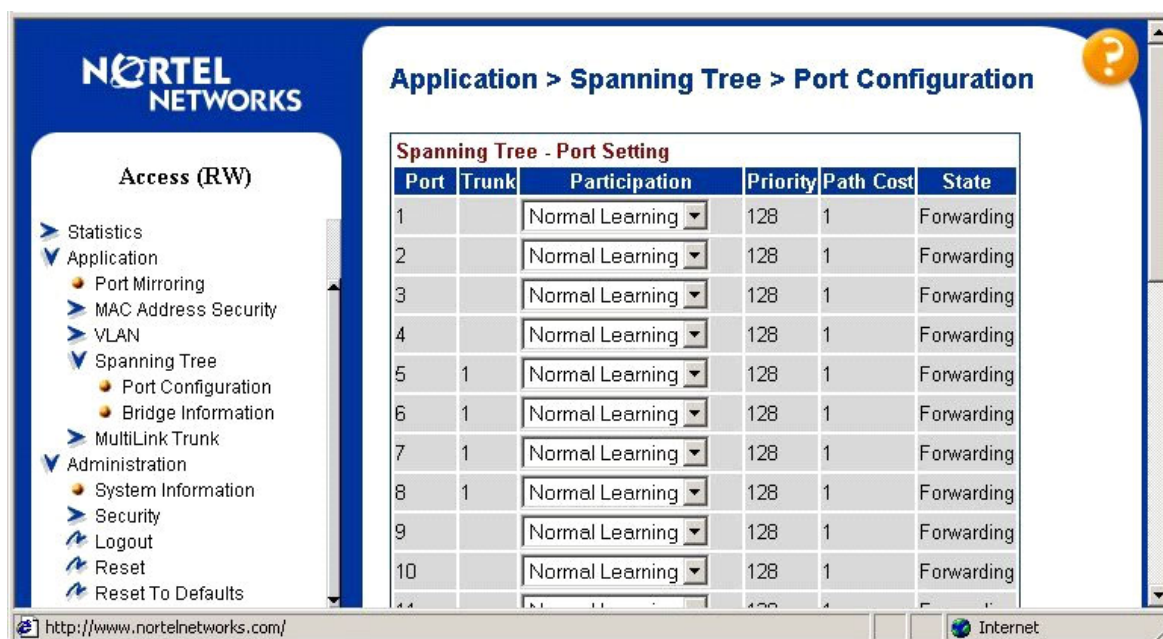 NORTEL
NETWORKS
Access (RW)
Statistics
Application
Port Mirroring
MAC Address Security
VLAN
Spanning Tree
Port Configuration
Bridge Information
MultiLink Trunk
Administration
System Information
Security
Logout
Reset
Reset To Defaults
?
Application > Spanning Tree > Port Configuration
Spanning Tree - Port Setting
Port Trunk Participation Priority Path Cost State
1 Normal Learning 128 1 Forwarding
2 Normal Learning 128 1 Forwarding
3 Normal Learning 128 1 Forwarding
4 Normal Learning 128 1 Forwarding
5 1 Normal Learning 128 1 Forwarding
6 1 Normal Learning 128 1 Forwarding
7 1 Normal Learning 128 1 Forwarding
8 1 Normal Learning 128 1 Forwarding
9 Normal Learning 128 1 Forwarding
10 Normal Learning 128 1 Forwarding
http://www.nortelnetworks.com/ Internet